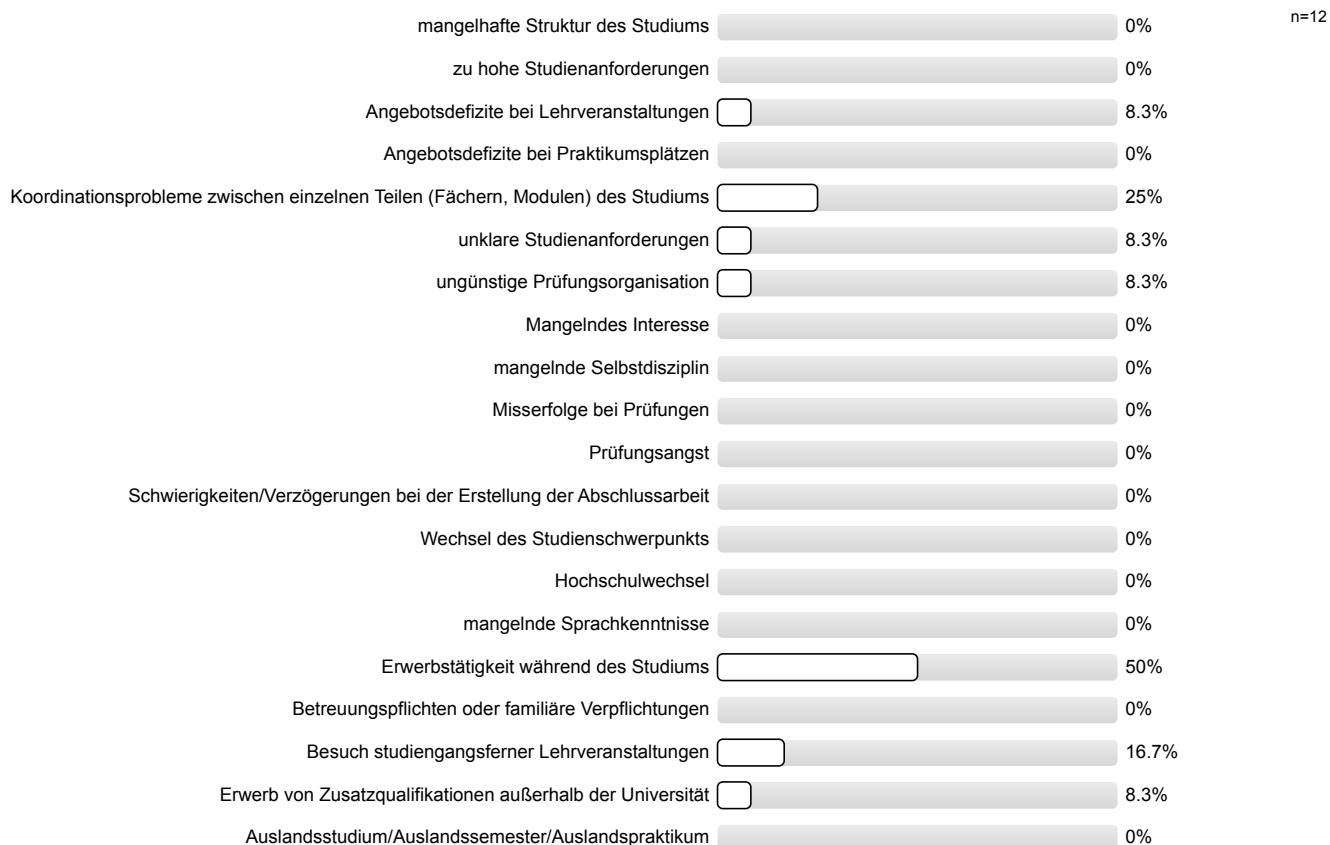 n=12
mangelhafte Struktur des Studiums 0%
zu hohe Studienanforderungen 0%
Angebotsdefizite bei Lehrveranstaltungen 8.3%
Angebotsdefizite bei Praktikumsplätzen 0%
Koordinationsprobleme zwischen einzelnen Teilen (Fächern, Modulen) des Studiums 25%
unklare Studienanforderungen 8.3%
ungünstige Prüfungsorganisation 8.3%
Mangelndes Interesse 0%
mangelnde Selbstdisziplin 0%
Misserfolge bei Prüfungen 0%
Prüfungsangst 0%
Schwierigkeiten/Verzögerungen bei der Erstellung der Abschlussarbeit 0%
Wechsel des Studienschwerpunkts 0%
Hochschulwechsel 0%
mangelnde Sprachkenntnisse 0%
Erwerbstätigkeit während des Studiums 50%
Betreuungspflichten oder familiäre Verpflichtungen 0%
Besuch studiengangsferner Lehrveranstaltungen 16.7%
Erwerb von Zusatzqualifikationen außerhalb der Universität 8.3%
Auslandsstudium/Auslandssemester/Auslandspraktikum 0%